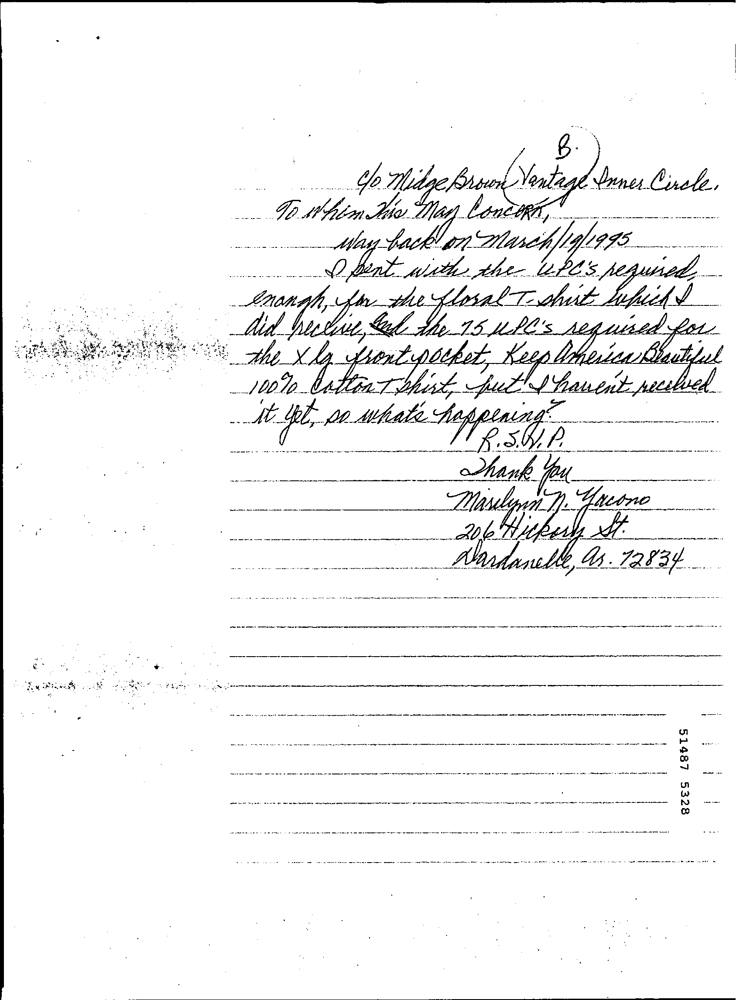 B.
c/o Midge Brown (Vantage Inner Circle.
To Whim This May Concern,
Way back on March/19/1995
I sent with the UPC's required
enough, for the floral T-shirt which I
did receive, and the 75 UPC's required for
the X lg front pocket, Keep America Beautiful
100% Cotton T shirt, but I haven't received
it yet, so what's happening?
R.S.V.P.
Thank You
Marilynn N. Yacono
206 Hickory St.
Dardanelle, Ar. 72834
51487 5328